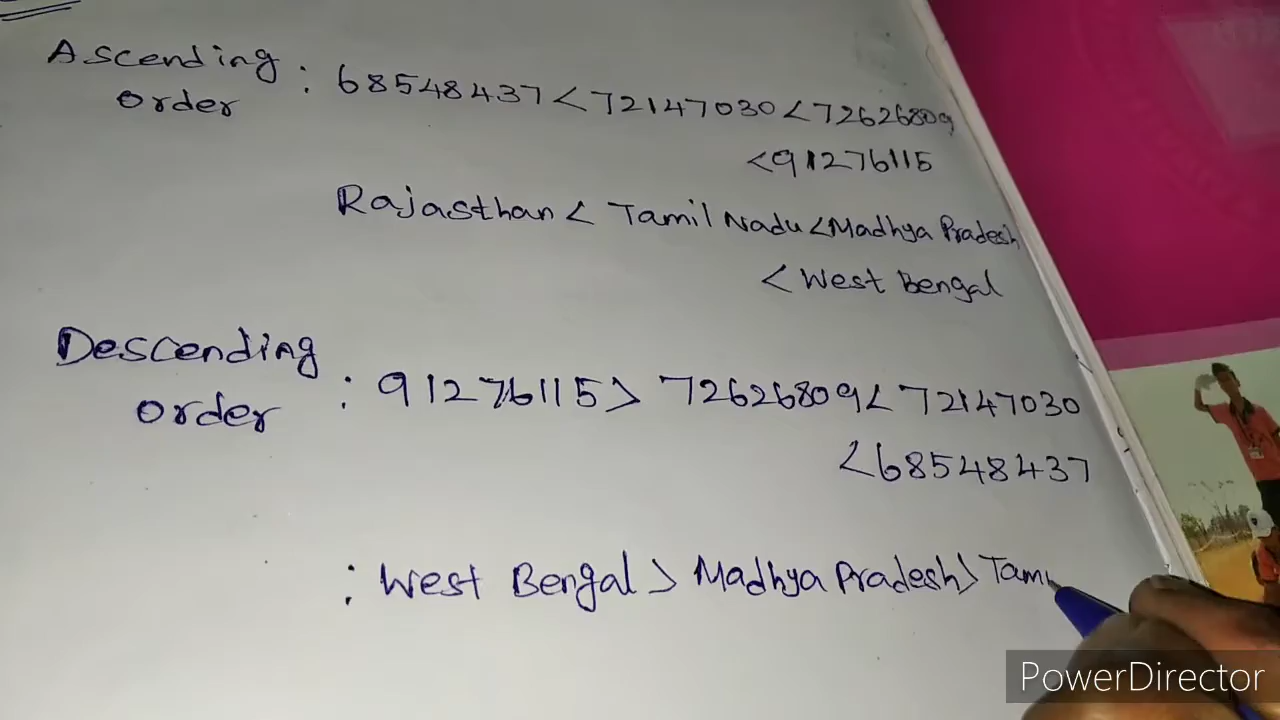 Ascending
order : 68548437 < 72147030 < 72626809
< 91276115
Rajasthan < Tamil Nadu < Madhya Pradesh
< West Bengal
Descending
order : 91276115 > 72626809 < 72147030
< 68548437
: West Bengal > Madhya Pradesh > Tami
PowerDirector